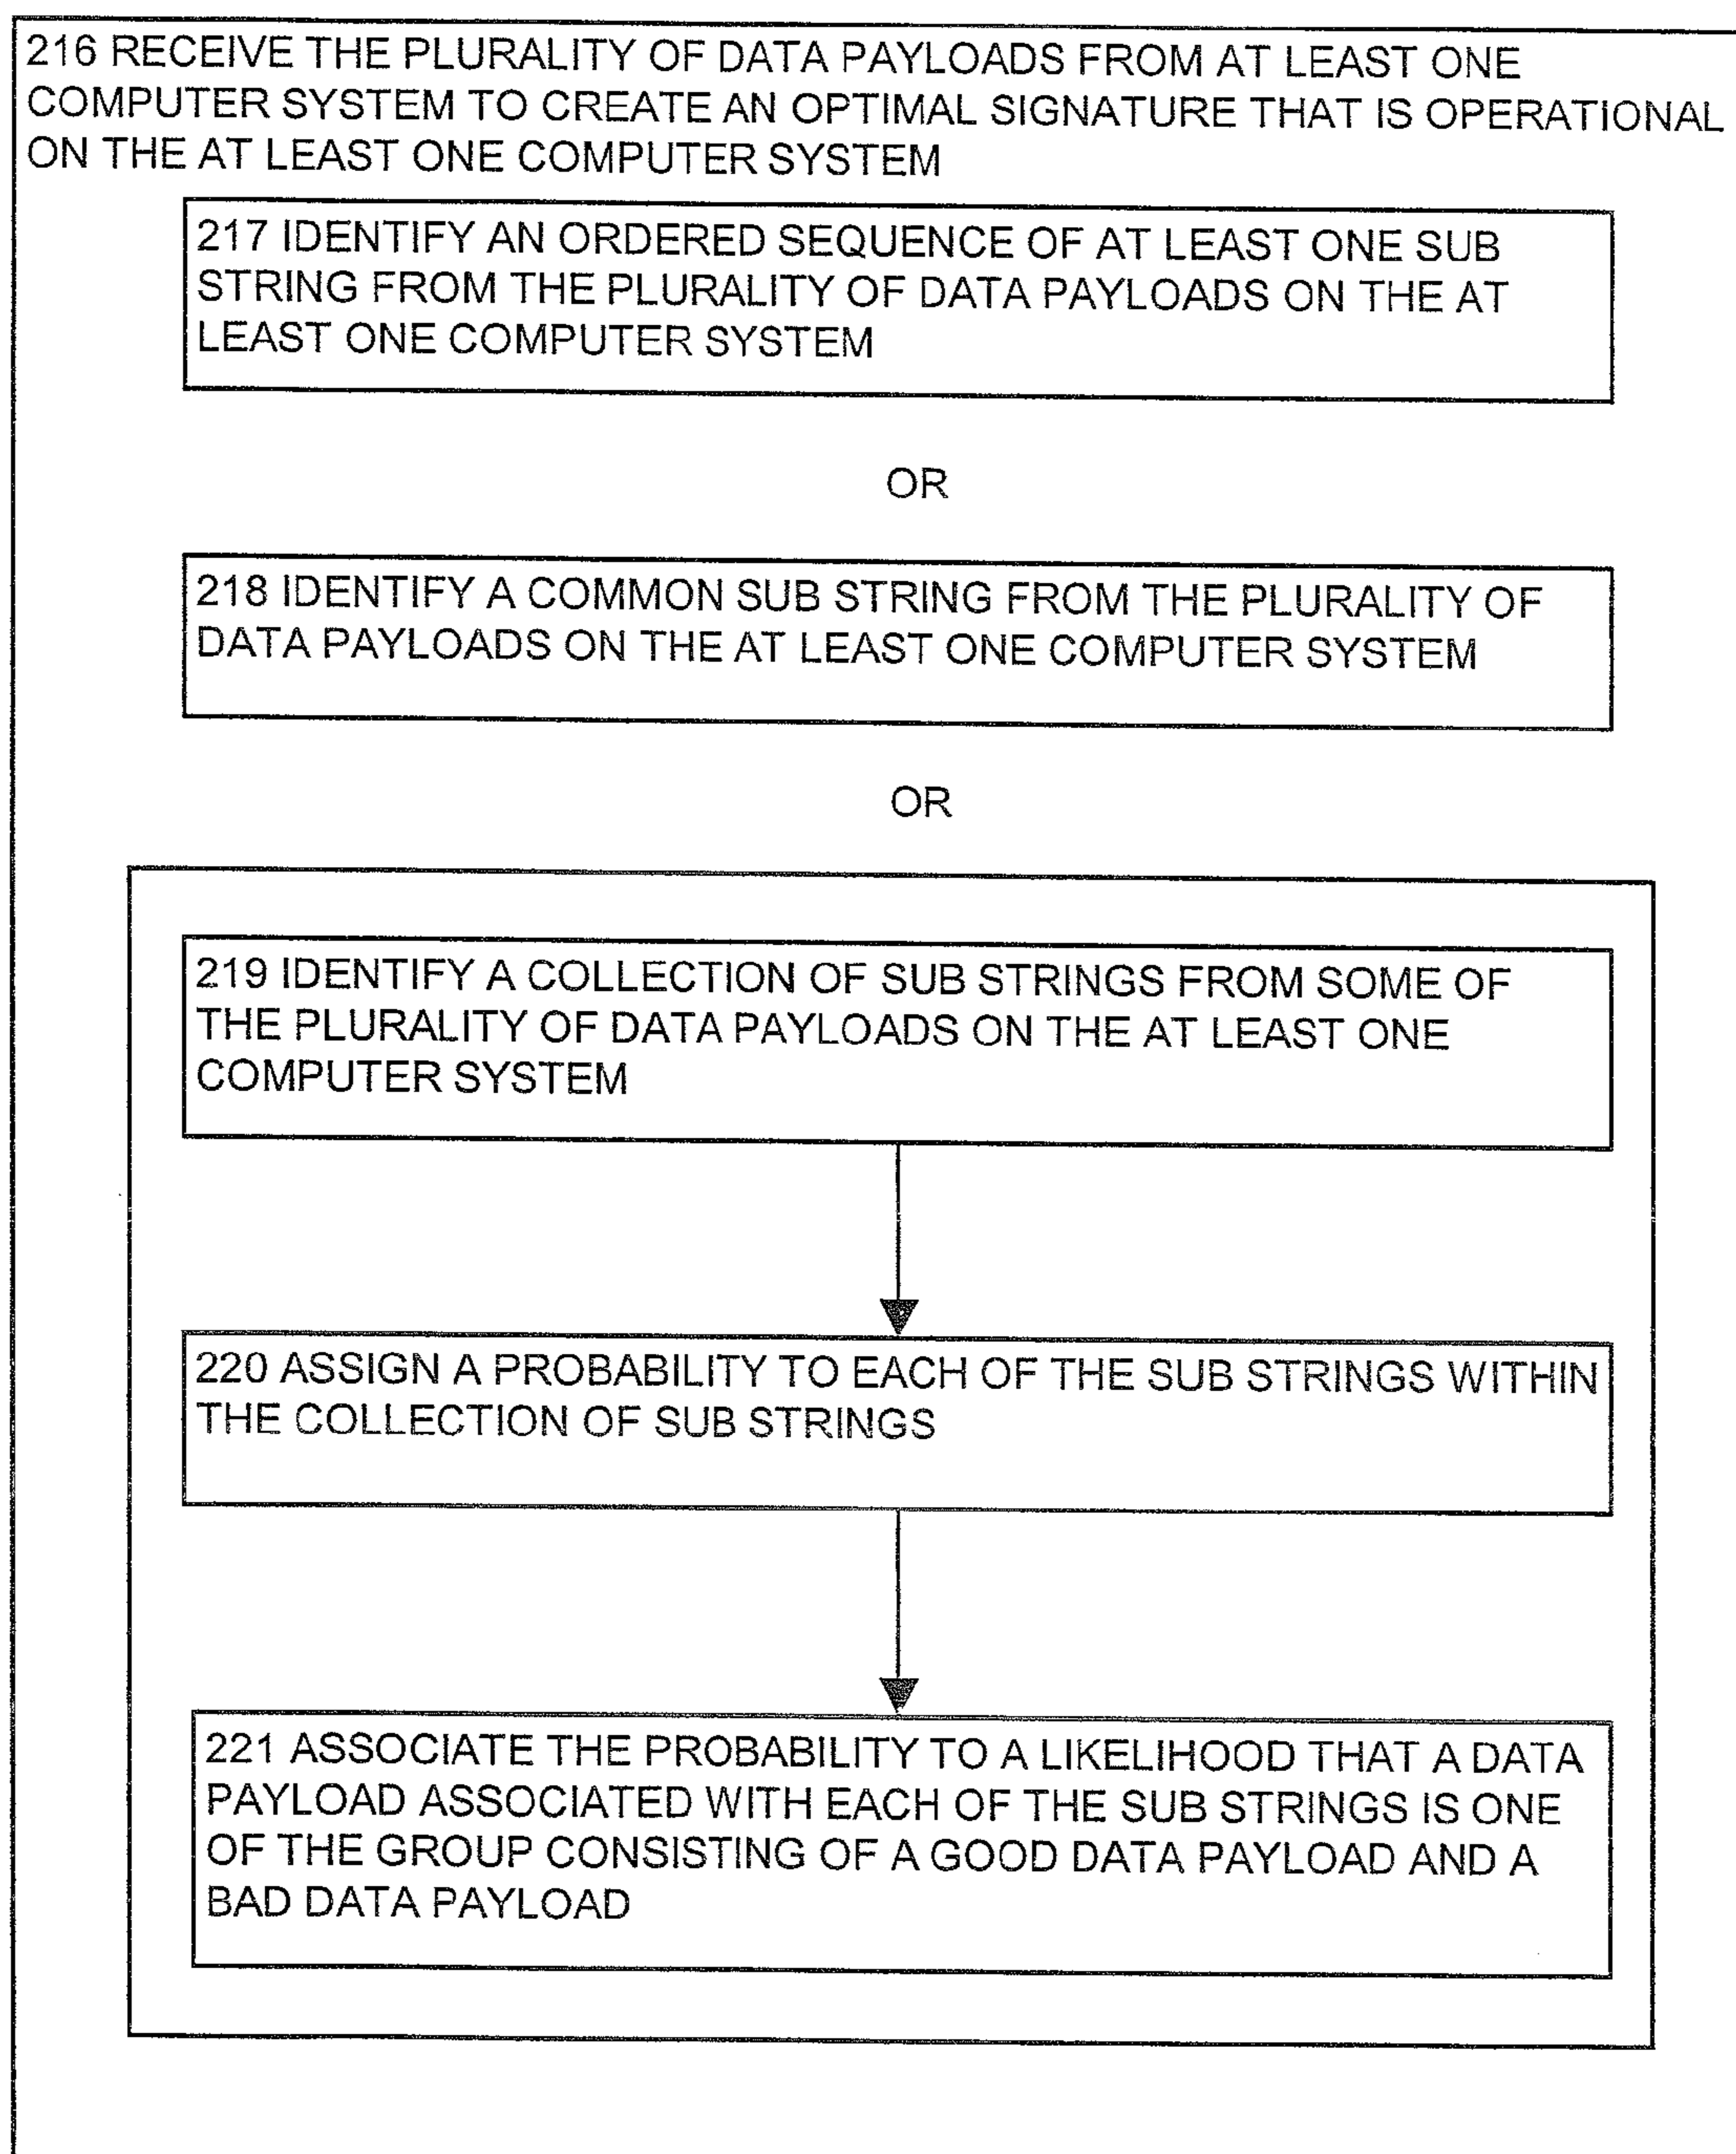 216 RECEIVE THE PLURALITY OF DATA PAYLOADS FROM AT LEAST ONE
COMPUTER SYSTEM TO CREATE AN OPTIMAL SIGNATURE THAT IS OPERATIONAL
ON THE AT LEAST ONE COMPUTER SYSTEM
217 IDENTIFY AN ORDERED SEQUENCE OF AT LEAST ONE SUB
STRING FROM THE PLURALITY OF DATA PAYLOADS ON THE AT
LEAST ONE COMPUTER SYSTEM
OR
218 IDENTIFY A COMMON SUB STRING FROM THE PLURALITY OF
DATA PAYLOADS ON THE AT LEAST ONE COMPUTER SYSTEM
OR
219 IDENTIFY A COLLECTION OF SUB STRINGS FROM SOME OF
THE PLURALITY OF DATA PAYLOADS ON THE AT LEAST ONE
COMPUTER SYSTEM
220 ASSIGN A PROBABILITY TO EACH OF THE SUB STRINGS WITHIN
THE COLLECTION OF SUB STRINGS
221 ASSOCIATE THE PROBABILITY TO A LIKELIHOOD THAT A DATA
PAYLOAD ASSOCIATED WITH EACH OF THE SUB STRINGS IS ONE
OF THE GROUP CONSISTING OF A GOOD DATA PAYLOAD AND A
BAD DATA PAYLOAD